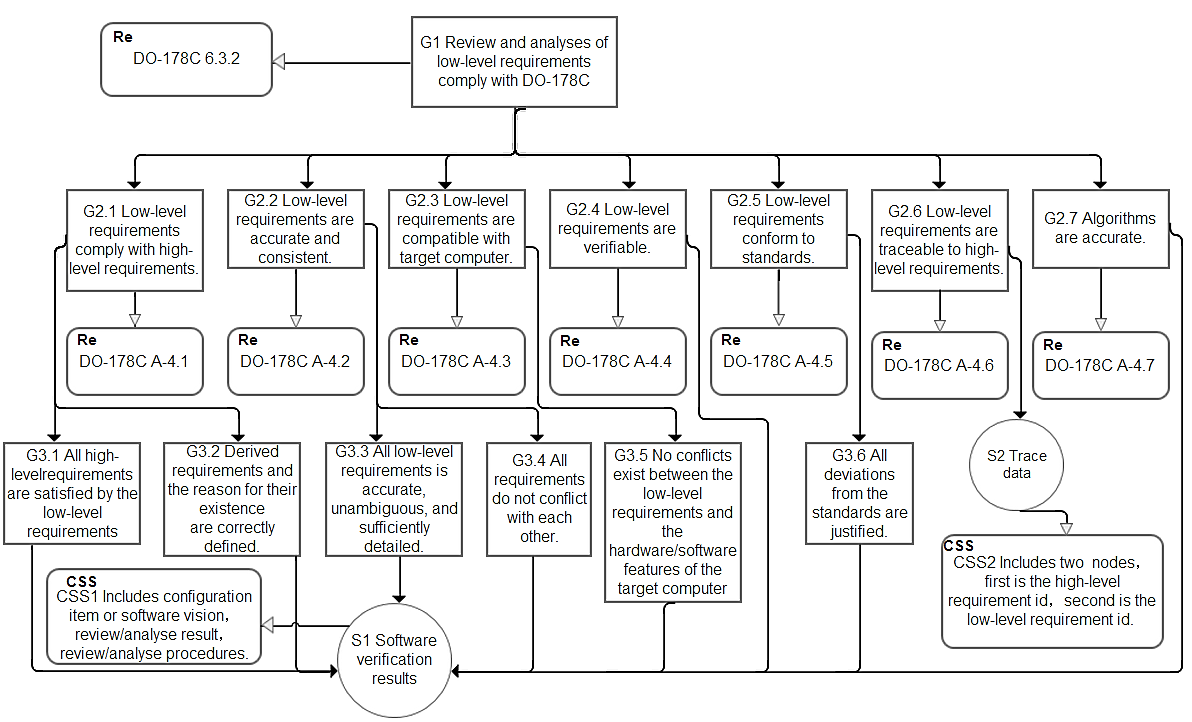 Re
DO-178C 6.3.2
G1 Review and analyses of
low-level requirements
comply with DO-178C
G2.1 Low-level
requirements
comply with high-
level requirements.
G2.2 Low-level
requirements are
accurate and
consistent.
G2.3 Low-level
requirements are
compatible with
target computer.
G2.4 Low-level
requirements are
verifiable.
G2.5 Low-level
requirements
conform to
standards.
G2.6 Low-level
requirements are
traceable to high-
level requirements.
G2.7 Algorithms
are accurate.
Re
DO-178C A-4.1
Re
DO-178C A-4.2
Re
DO-178C A-4.3
Re
DO-178C A-4.4
Re
DO-178C A-4.5
Re
DO-178C A-4.6
Re
DO-178C A-4.7
G3.1 All high-
levelrequirements
are satisfied by the
low-level
requirements
G3.2 Derived
requirements and
the reason for their
existence
are correctly
defined.
G3.3 All low-level
requirements is
accurate,
unambiguous, and
sufficiently
detailed.
G3.4 All
requirements
do not conflict
with each
other.
G3.5 No conflicts
exist between the
low-level
requirements and
the
hardware/software
features of the
target computer
G3.6 All
deviations
from the
standards are
justified.
S2 Trace
data
CSS
CSS1 Includes configuration
item or software vision,
review/analyse result,
review/analyse procedures.
S1 Software
verification
results
CSS
CSS2 Includes two nodes,
first is the high-level
requirement id, second is the
low-level requirement id.